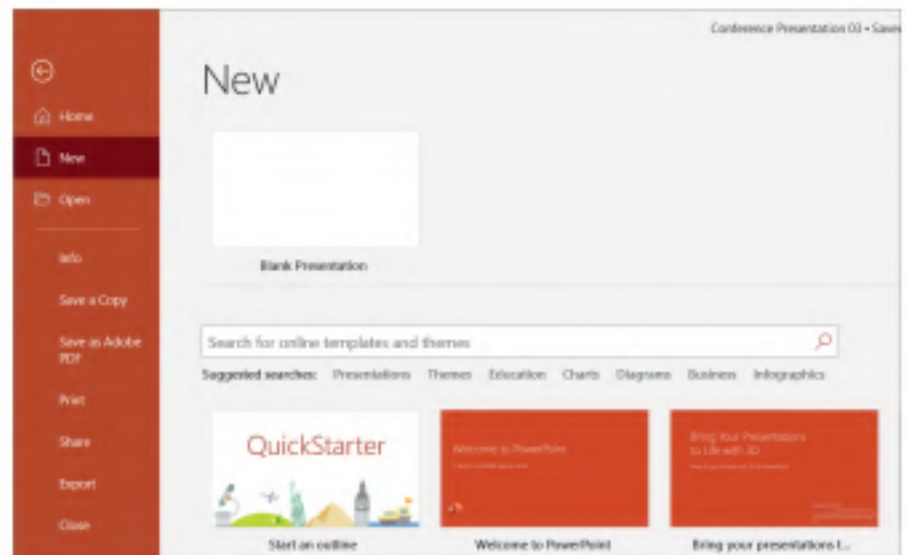 Conference Presentation 03 • Saved
New
Home
New
Open
Info
Save a Copy
Save as Adobe
PDF
Print
Share
Export
Close
Blank Presentation
Search for online templates and themes
Suggested searches: Presentations Themes Education Charts Diagrams Business Infographics
QuickStarter
Welcome to PowerPoint
Bring Your Presentations
to Life with 3D
Start an outline
Welcome to PowerPoint
Bring your presentations t...